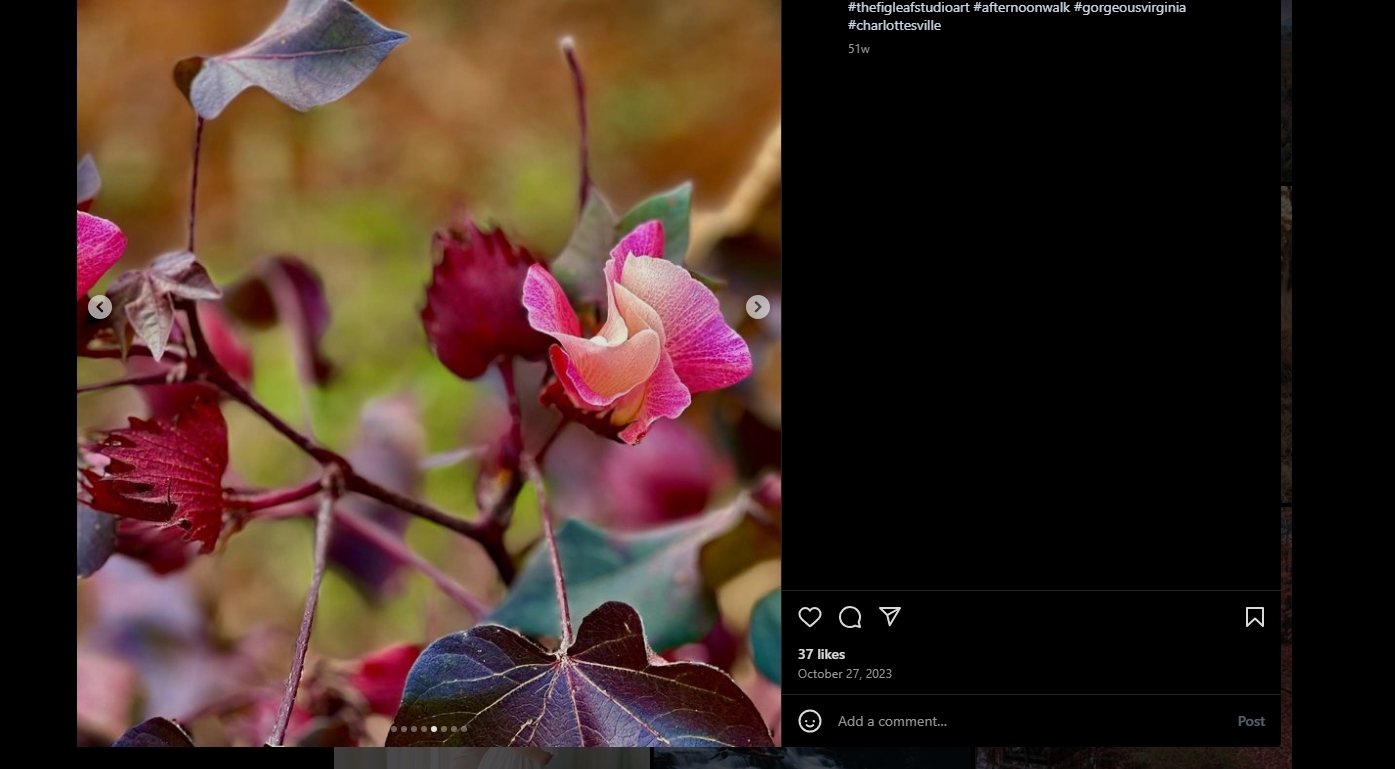 #thefigleafstudioart #afternoonwalk #gorgeousvirginia
#charlottesville
51w
37 likes
October 27, 2023
Add a comment...
Post